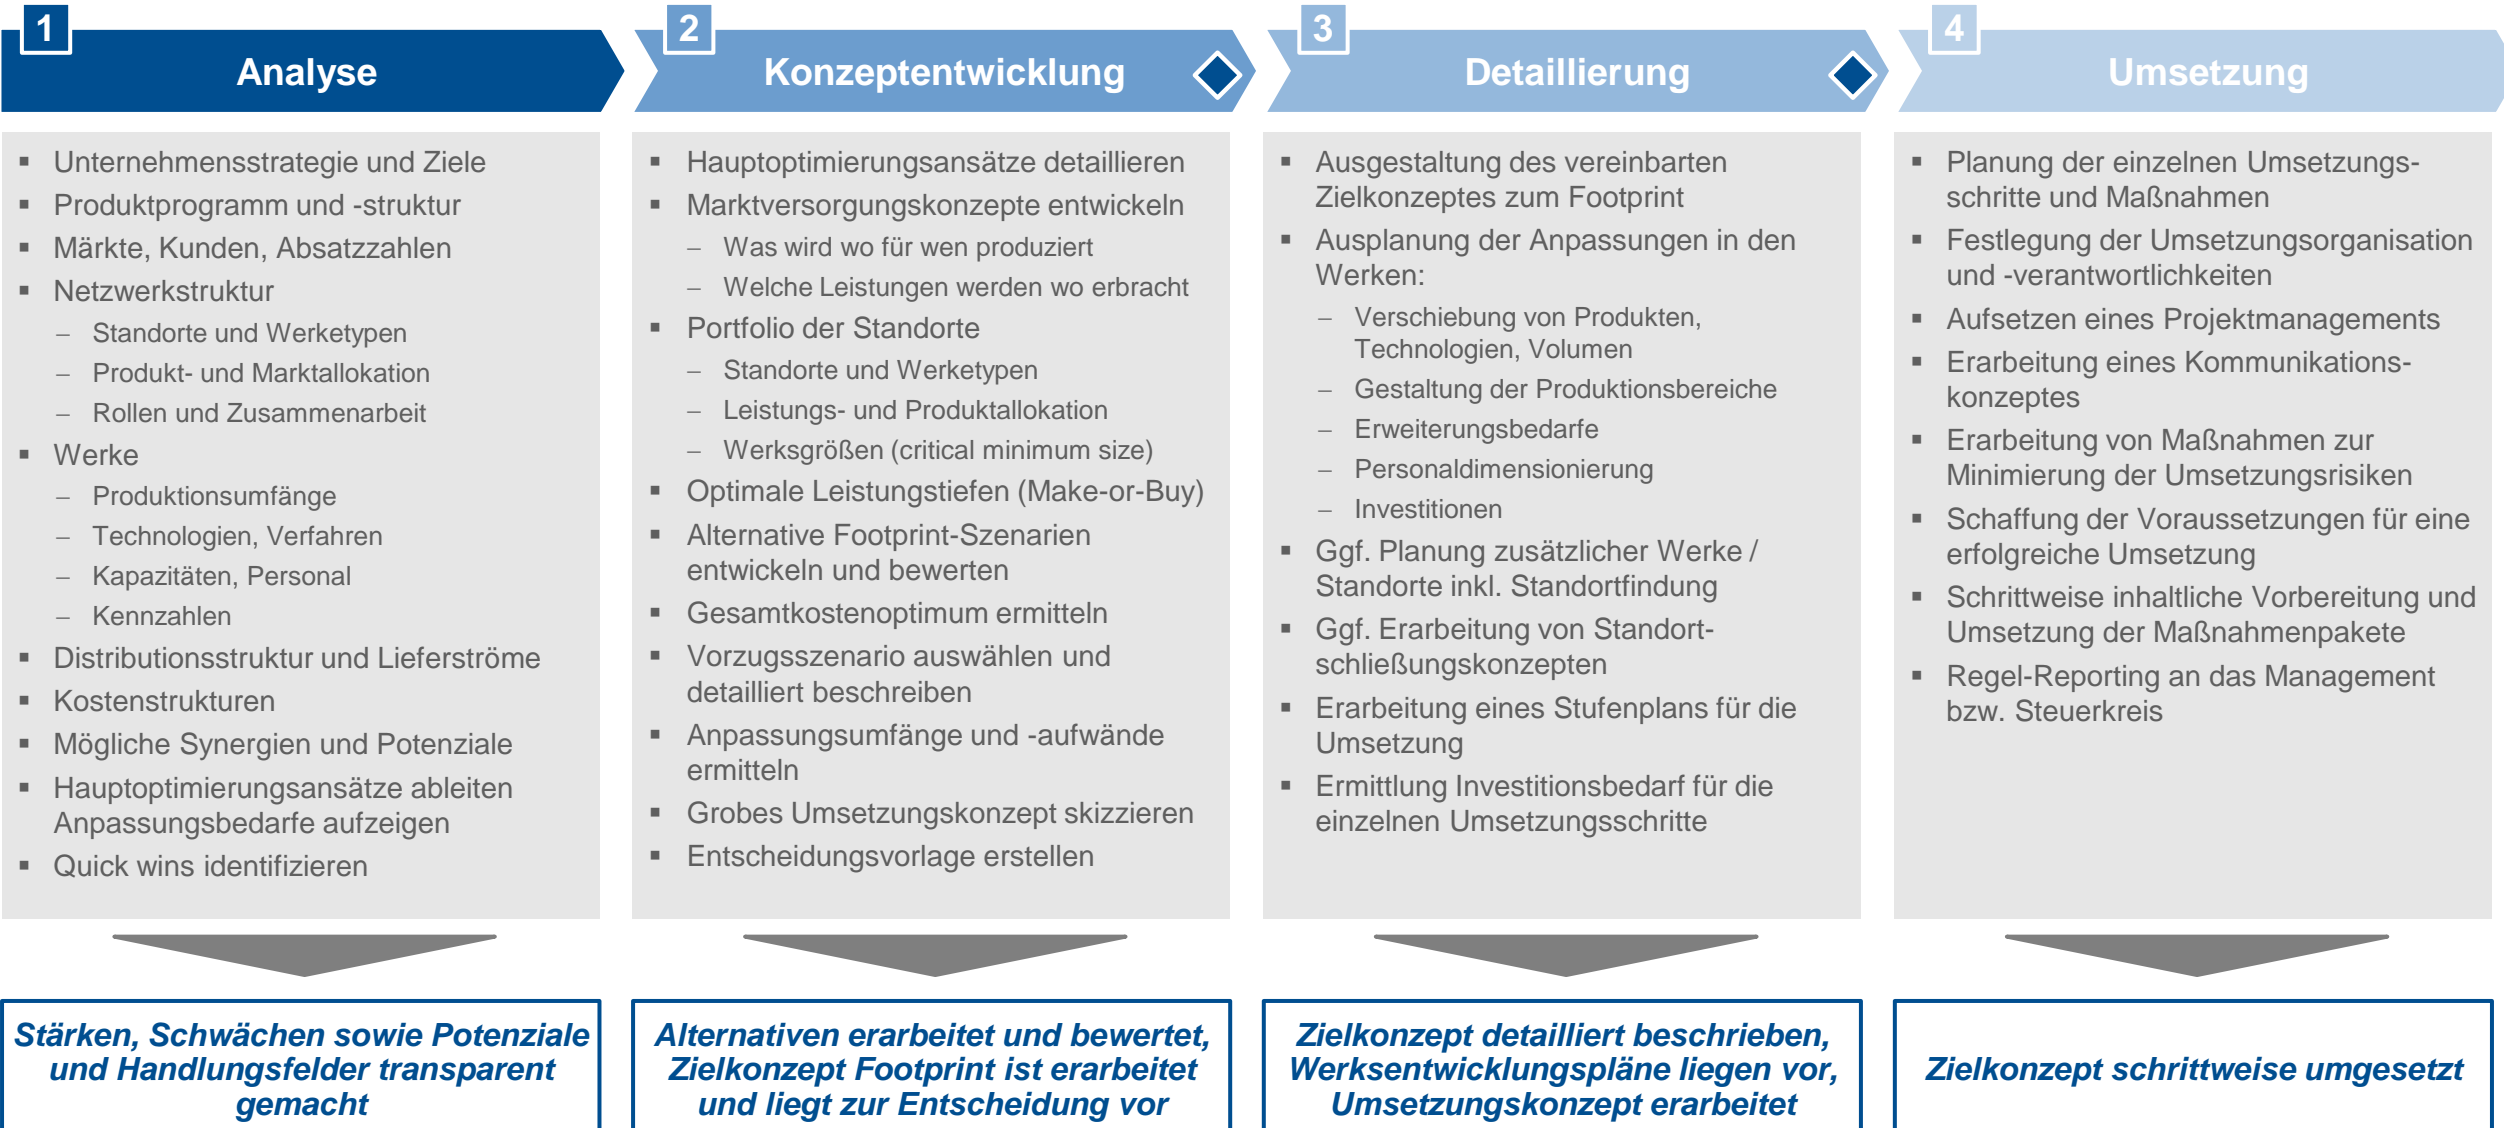 1
Analyse
Unternehmensstrategie und Ziele
Produktprogramm und -struktur
Märkte, Kunden, Absatzzahlen
Netzwerkstruktur
– Standorte und Werketypen
– Produkt- und Marktallokation
– Rollen und Zusammenarbeit
Werke
– Produktionsumfänge
– Technologien, Verfahren
– Kapazitäten, Personal
– Kennzahlen
Distributionsstruktur und Lieferströme
Kostenstrukturen
Mögliche Synergien und Potenziale
Hauptoptimierungsansätze ableiten
Anpassungsbedarfe aufzeigen
Quick wins identifizieren
Stärken, Schwächen sowie Potenziale
und Handlungsfelder transparent
gemacht
2
Konzeptentwicklung
Hauptoptimierungsansätze detaillieren
Marktversorgungskonzepte entwickeln
– Was wird wo für wen produziert
– Welche Leistungen werden wo erbracht
Portfolio der Standorte
– Standorte und Werketypen
– Leistungs- und Produktallokation
– Werksgrößen (critical minimum size)
Optimale Leistungstiefen (Make-or-Buy)
Alternative Footprint-Szenarien
entwickeln und bewerten
Gesamtkostenoptimum ermitteln
Vorzugsszenario auswählen und
detailliert beschreiben
Anpassungsumfänge und -aufwände
ermitteln
Grobes Umsetzungskonzept skizzieren
Entscheidungsvorlage erstellen
Alternativen erarbeitet und bewertet,
Zielkonzept Footprint ist erarbeitet
und liegt zur Entscheidung vor
3
Detaillierung
Ausgestaltung des vereinbarten
Zielkonzeptes zum Footprint
Ausplanung der Anpassungen in den
Werken:
– Verschiebung von Produkten,
Technologien, Volumen
– Gestaltung der Produktionsbereiche
– Erweiterungsbedarfe
– Personaldimensionierung
– Investitionen
Ggf. Planung zusätzlicher Werke /
Standorte inkl. Standortfindung
Ggf. Erarbeitung von Standort-
schließungskonzepten
Erarbeitung eines Stufenplans für die
Umsetzung
Ermittlung Investitionsbedarf für die
einzelnen Umsetzungsschritte
Zielkonzept detailliert beschrieben,
Werksentwicklungspläne liegen vor,
Umsetzungskonzept erarbeitet
4
Umsetzung
Planung der einzelnen Umsetzungs-
schritte und Maßnahmen
Festlegung der Umsetzungsorganisation
und -verantwortlichkeiten
Aufsetzen eines Projektmanagements
Erarbeitung eines Kommunikations-
konzeptes
Erarbeitung von Maßnahmen zur
Minimierung der Umsetzungsrisiken
Schaffung der Voraussetzungen für eine
erfolgreiche Umsetzung
Schrittweise inhaltliche Vorbereitung und
Umsetzung der Maßnahmenpakete
Regel-Reporting an das Management
bzw. Steuerkreis
Zielkonzept schrittweise umgesetzt